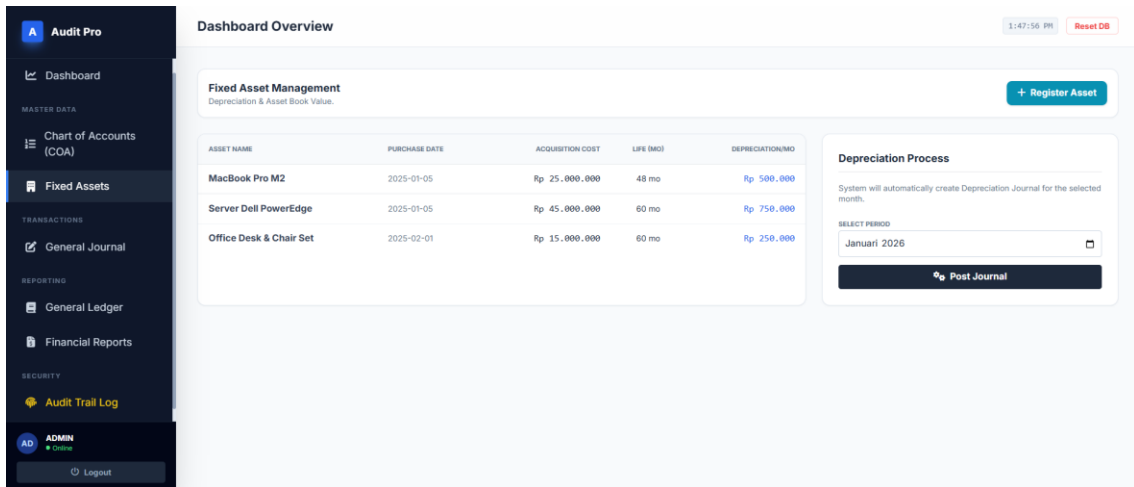 A Audit Pro
Dashboard
MASTER DATA
Chart of Accounts
(COA)
Fixed Assets
TRANSACTIONS
General Journal
REPORTING
General Ledger
Financial Reports
SECURITY
Audit Trail Log
AD ADMIN
Online
Logout
Dashboard Overview
1:47:56 PM Reset DB
Fixed Asset Management
Depreciation & Asset Book Value.
+ Register Asset
ASSET NAME PURCHASE DATE ACQUISITION COST LIFE (MO) DEPRECIATION/MO
MacBook Pro M2 2025-01-05 Rp 25.000.000 48 mo Rp 500.000
Server Dell PowerEdge 2025-01-05 Rp 45.000.000 60 mo Rp 750.000
Office Desk & Chair Set 2025-02-01 Rp 15.000.000 60 mo Rp 250.000
Depreciation Process
System will automatically create Depreciation Journal for the selected
month.
SELECT PERIOD
Januari 2026
Post Journal